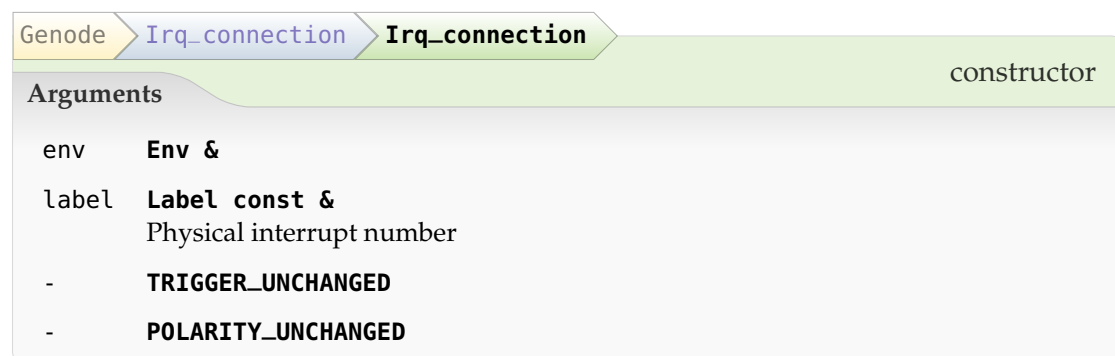 Genode Irq_connection Irq_connection
constructor
Arguments
env Env &
label Label const &
Physical interrupt number
- TRIGGER_UNCHANGED
- POLARITY_UNCHANGED